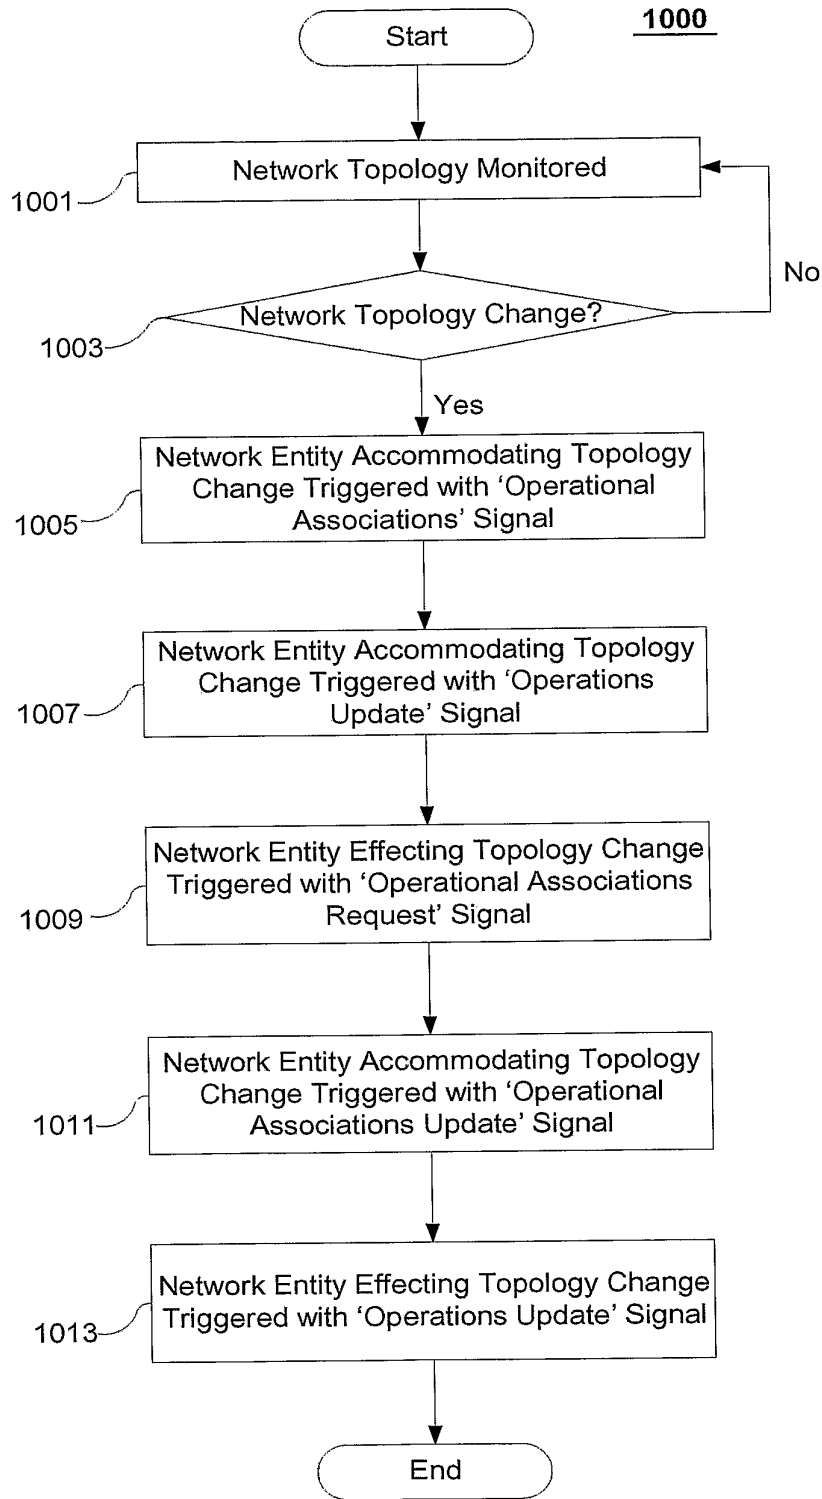 Start
1000
Network Topology Monitored
1001
No
Network Topology Change?
1003
Yes
Network Entity Accommodating Topology
Change Triggered with ‘Operational
Associations’ Signal
1005
Network Entity Accommodating Topology
Change Triggered with ‘Operations
Update’ Signal
1007
Network Entity Effecting Topology Change
Triggered with ‘Operational Associations
Request’ Signal
1009
Network Entity Accommodating Topology
Change Triggered with ‘Operational
Associations Update’ Signal
1011
Network Entity Effecting Topology Change
Triggered with ‘Operations Update’ Signal
1013
End